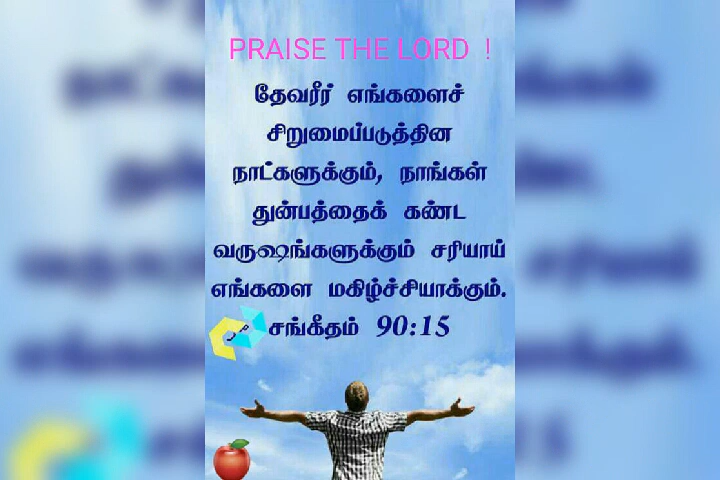 PRAISE THE LORD !
தேவரீர் எங்களைச்
சிறுமைப்படுத்தின
நாட்களுக்கும், நாங்கள்
துன்பத்தைக் கண்ட
வருஷங்களுக்கும் சரியாய்
எங்களை மகிழ்ச்சியாக்கும்.
சங்கீதம் 90:15